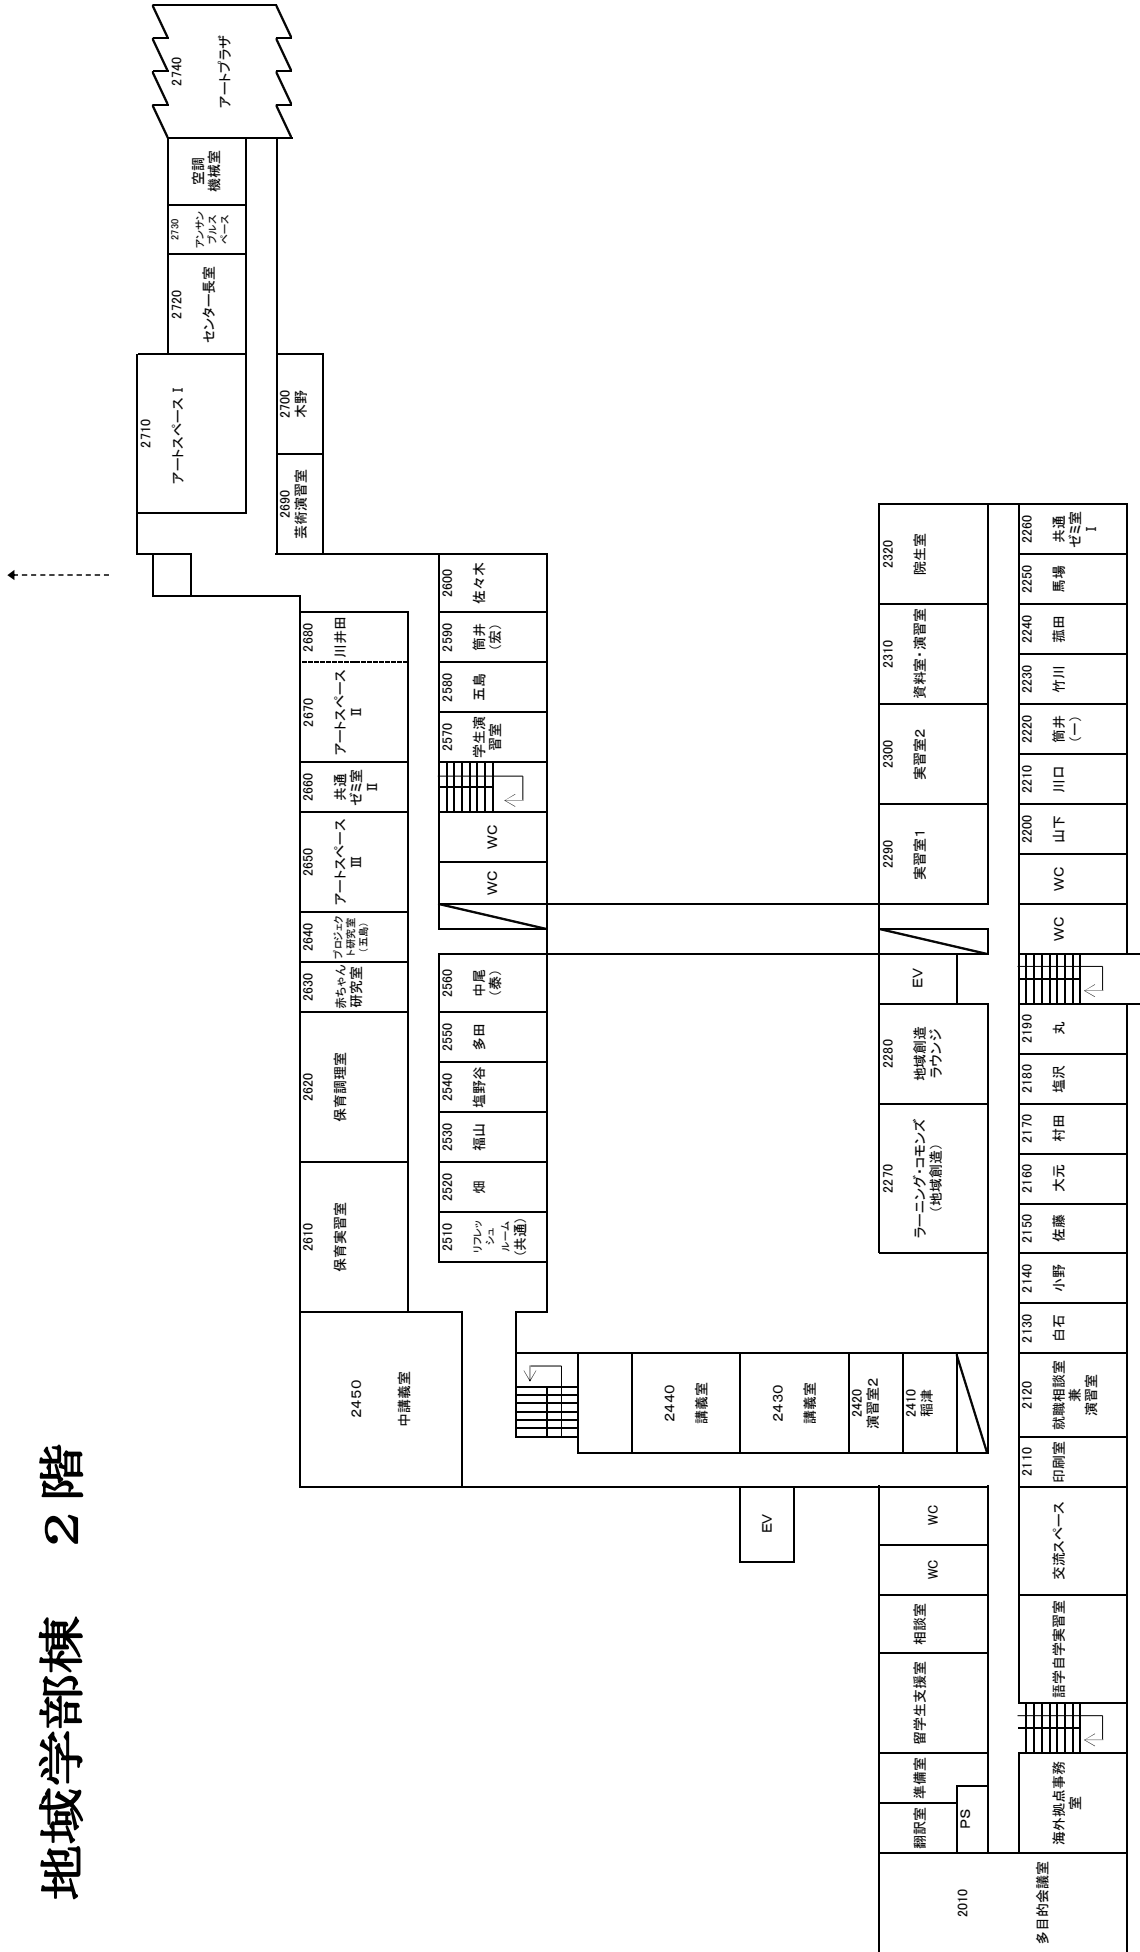 地域学部棟　２階
2740
アートプラザ
空調
機械室
2730
アンサン
ブルス
ペース
2720
センター長室
2710
アートスペースⅠ
2700
木野
2690
芸術演習室
2680
川井田
2670
アートスペース
Ⅱ
2660
共通
ゼミ室
Ⅱ
2650
アートスペース
Ⅲ
2640
プロジェク
ト研究室
（五島）
2630
赤ちゃん
研究室
2620
保育調理室
2610
保育実習室
2600
佐々木
2590
筒井
（宏）
2580
五島
2570
学生演
習室
WC
WC
2560
中尾
（泰）
2550
多田
2540
塩野谷
2530
福山
2520
畑
2510
リフレッ
シュ
ルーム
（共通）
2450
中講義室
2440
講義室
2430
講義室
2420
演習室2
2410
稲津
EV
2320
院生室
2310
資料室・演習室
2300
実習室2
2290
実習室1
EV
2280
地域創造
ラウンジ
2270
ラーニング・コモンズ
（地域創造）
WC
WC
相談室
留学生支援室
準備室
翻訳室
PS
2260
共通
ゼミ室
Ⅰ
2250
馬場
2240
菰田
2230
竹川
2220
筒井
（一）
2210
川口
2200
山下
WC
WC
2190
丸
2180
塩沢
2170
村田
2160
大元
2150
佐藤
2140
小野
2130
白石
2120
就職相談室
兼
演習室
2110
印刷室
交流スペース
語学自学実習室
海外拠点事務
室
2010
多目的会議室